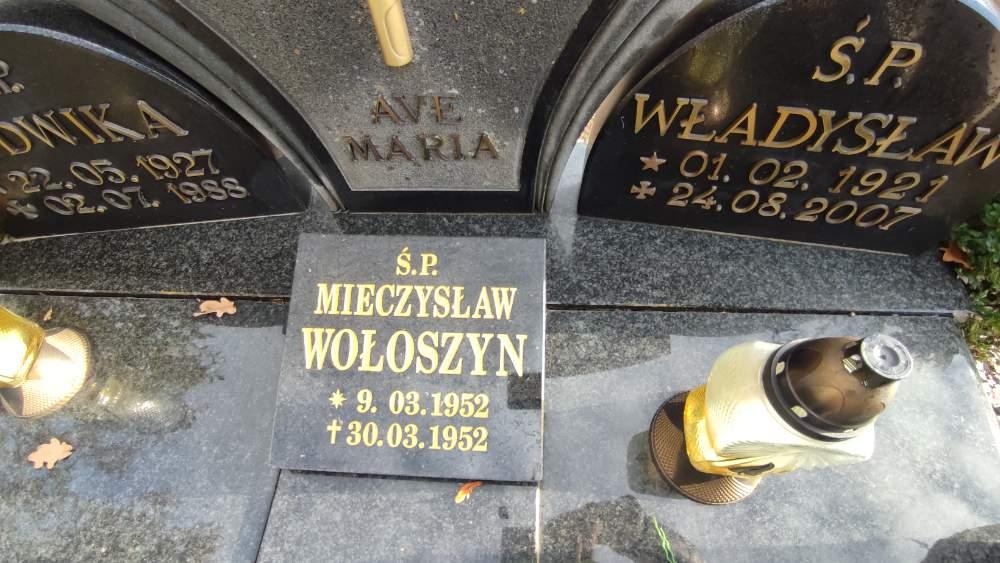 AVE
MARIA
DWIKA
22.05.1927
02.07.1988
Ś.P.
WŁADYSŁAW
01.02.1921
24.08.2007
Ś.P.
MIECZYSŁAW
WOŁOSZYN
* 9. 03.1952
†30.03.1952